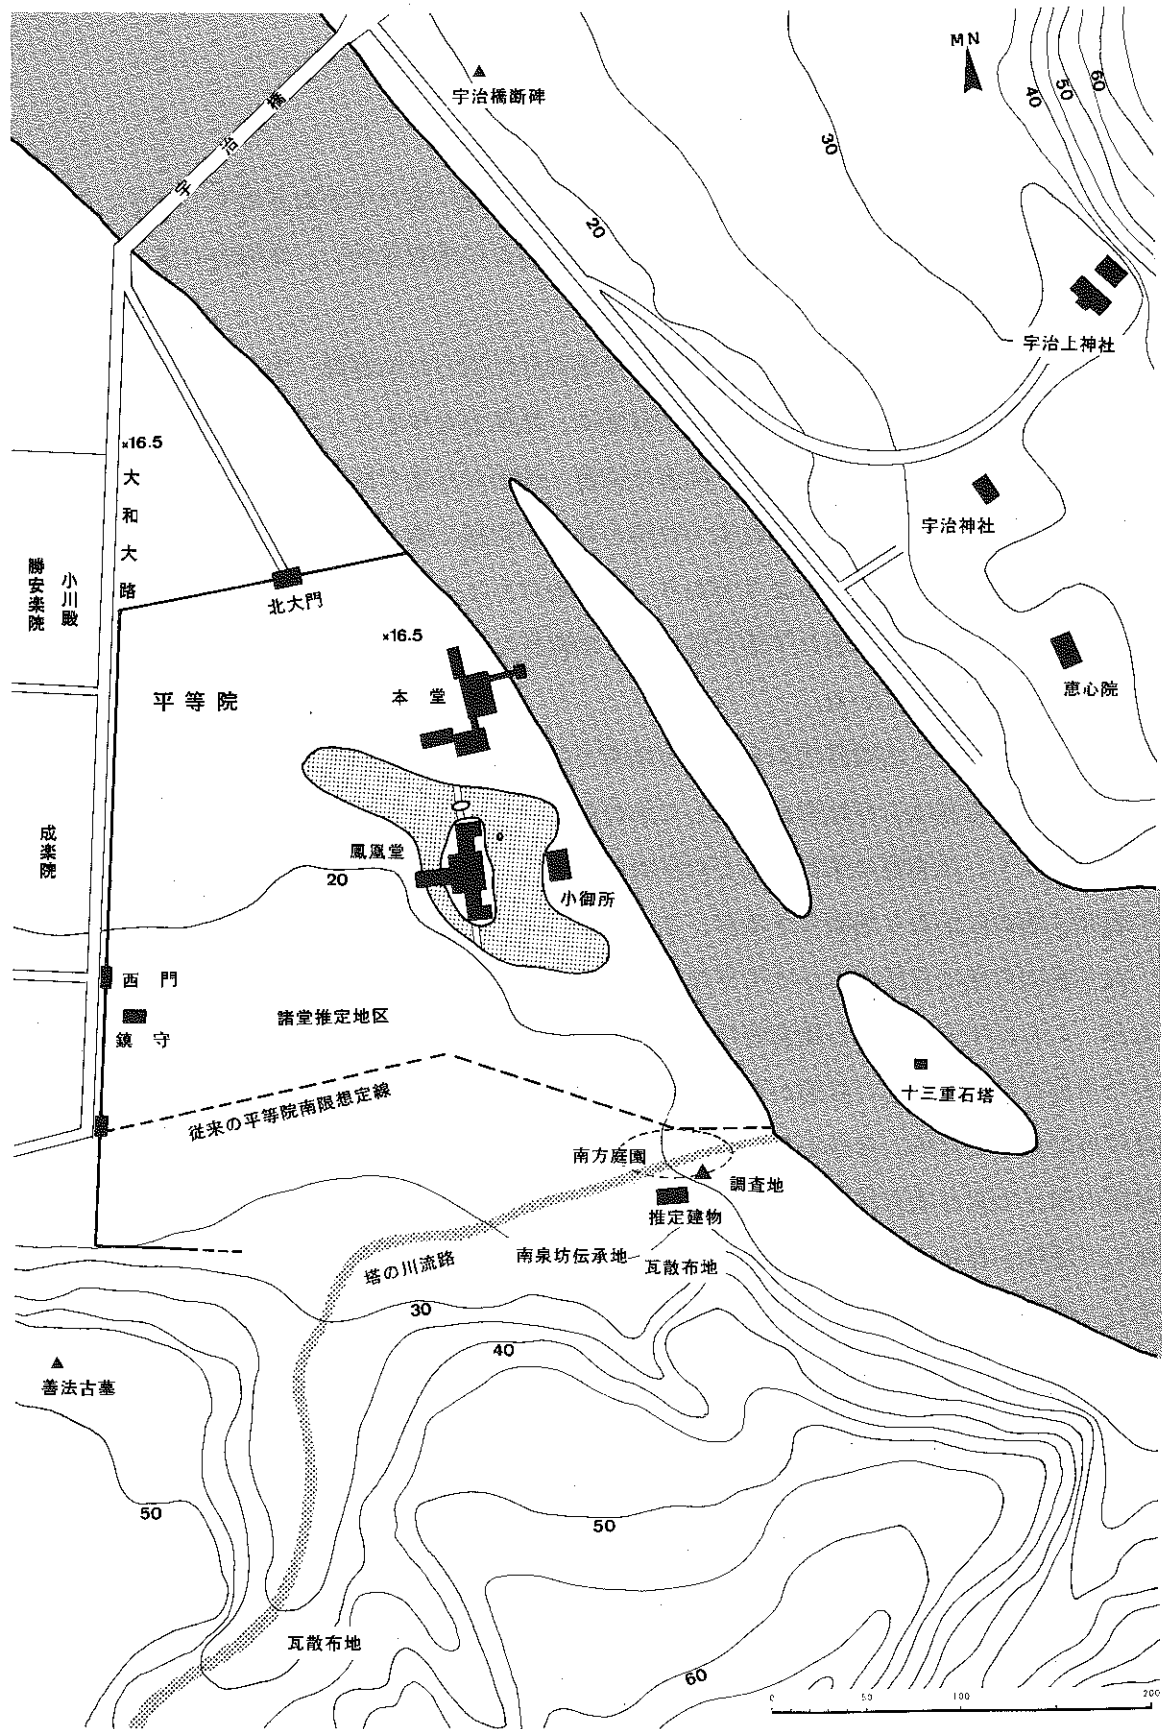 MN
宇治橋断碑
宇治橋
60
50
40
30
20
宇治上神社
×16.5
大和大路
宇治神社
勝安楽院
小川殿
北大門
×16.5
恵心院
平等院
本堂
成楽院
鳳凰堂
20
小御所
西門
諸堂推定地区
鎮守
十三重石塔
従来の平等院南限想定線
南方庭園
調査地
推定建物
南泉坊伝承地
瓦散布地
塔の川流路
30
40
善法古墓
50
50
瓦散布地
60
0 50 100 200